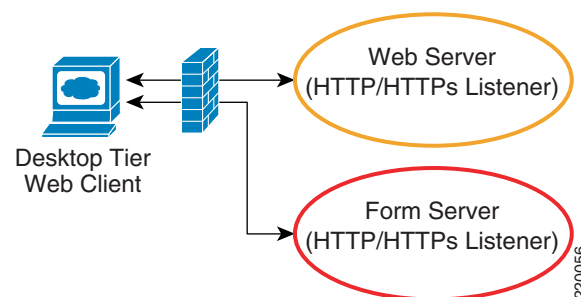 Web Server
(HTTP/HTTPs Listener)
Desktop Tier
Web Client
Form Server
(HTTP/HTTPs Listener)